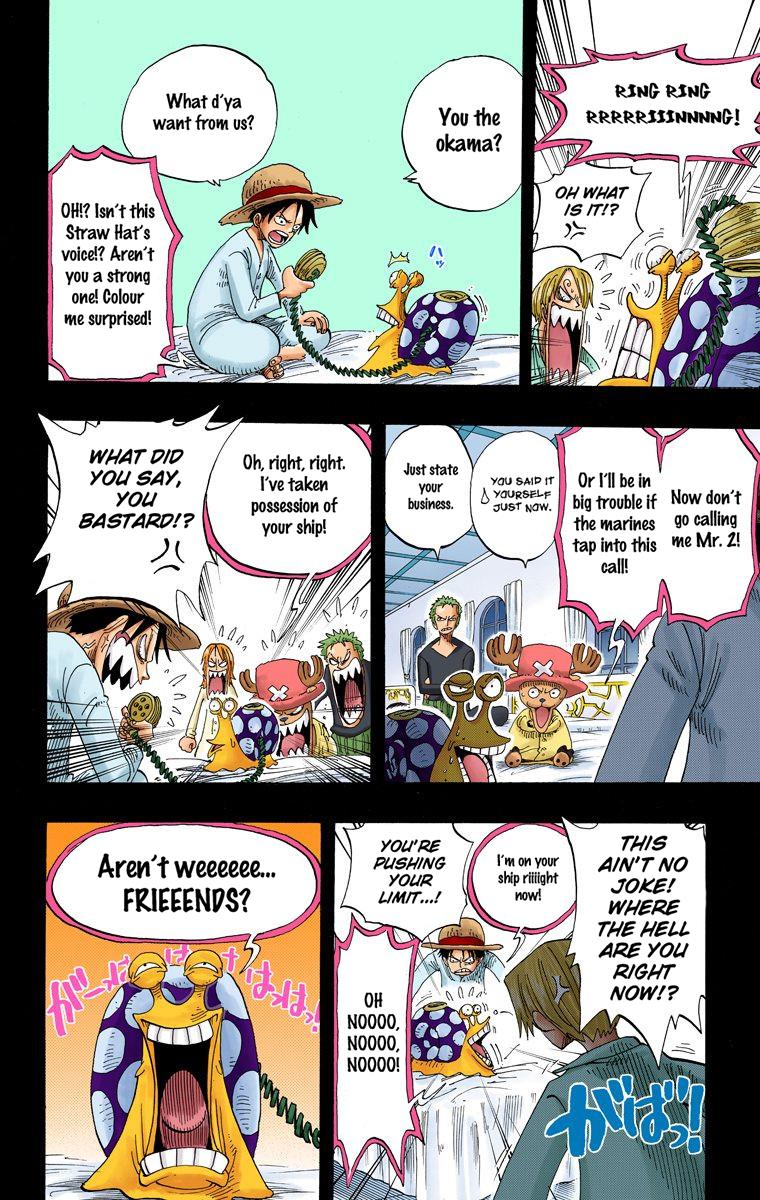 RING RING
RRRRRIIINNNNG!
OH WHAT
IS IT!?
You the
okama?
ハッ
What d'ya
want from us?
OH!? Isn't this
Straw Hat's
voice!? Aren't
you a strong
one! Colour
me surprised!
Now don't
go calling
me Mr. 2!
Or I'll be in
big trouble if
the marines
tap into this
call!
YOU SAID IT
YOURSELF
JUST NOW.
Just state
your
business.
Oh, right, right.
I've taken
possession of
your ship!
WHAT DID
YOU SAY,
YOU
BASTARD!?
THIS
AIN'T NO
JOKE!
WHERE
THE HELL
ARE YOU
RIGHT
NOW!?
がばっ!
I'm on your
ship riiiight
now!
YOU'RE
PUSHING
YOUR
LIMIT...!
OH
NOOOO,
NOOOO,
NOOOO!
Aren't weeeeee...
FRIEEENDS?